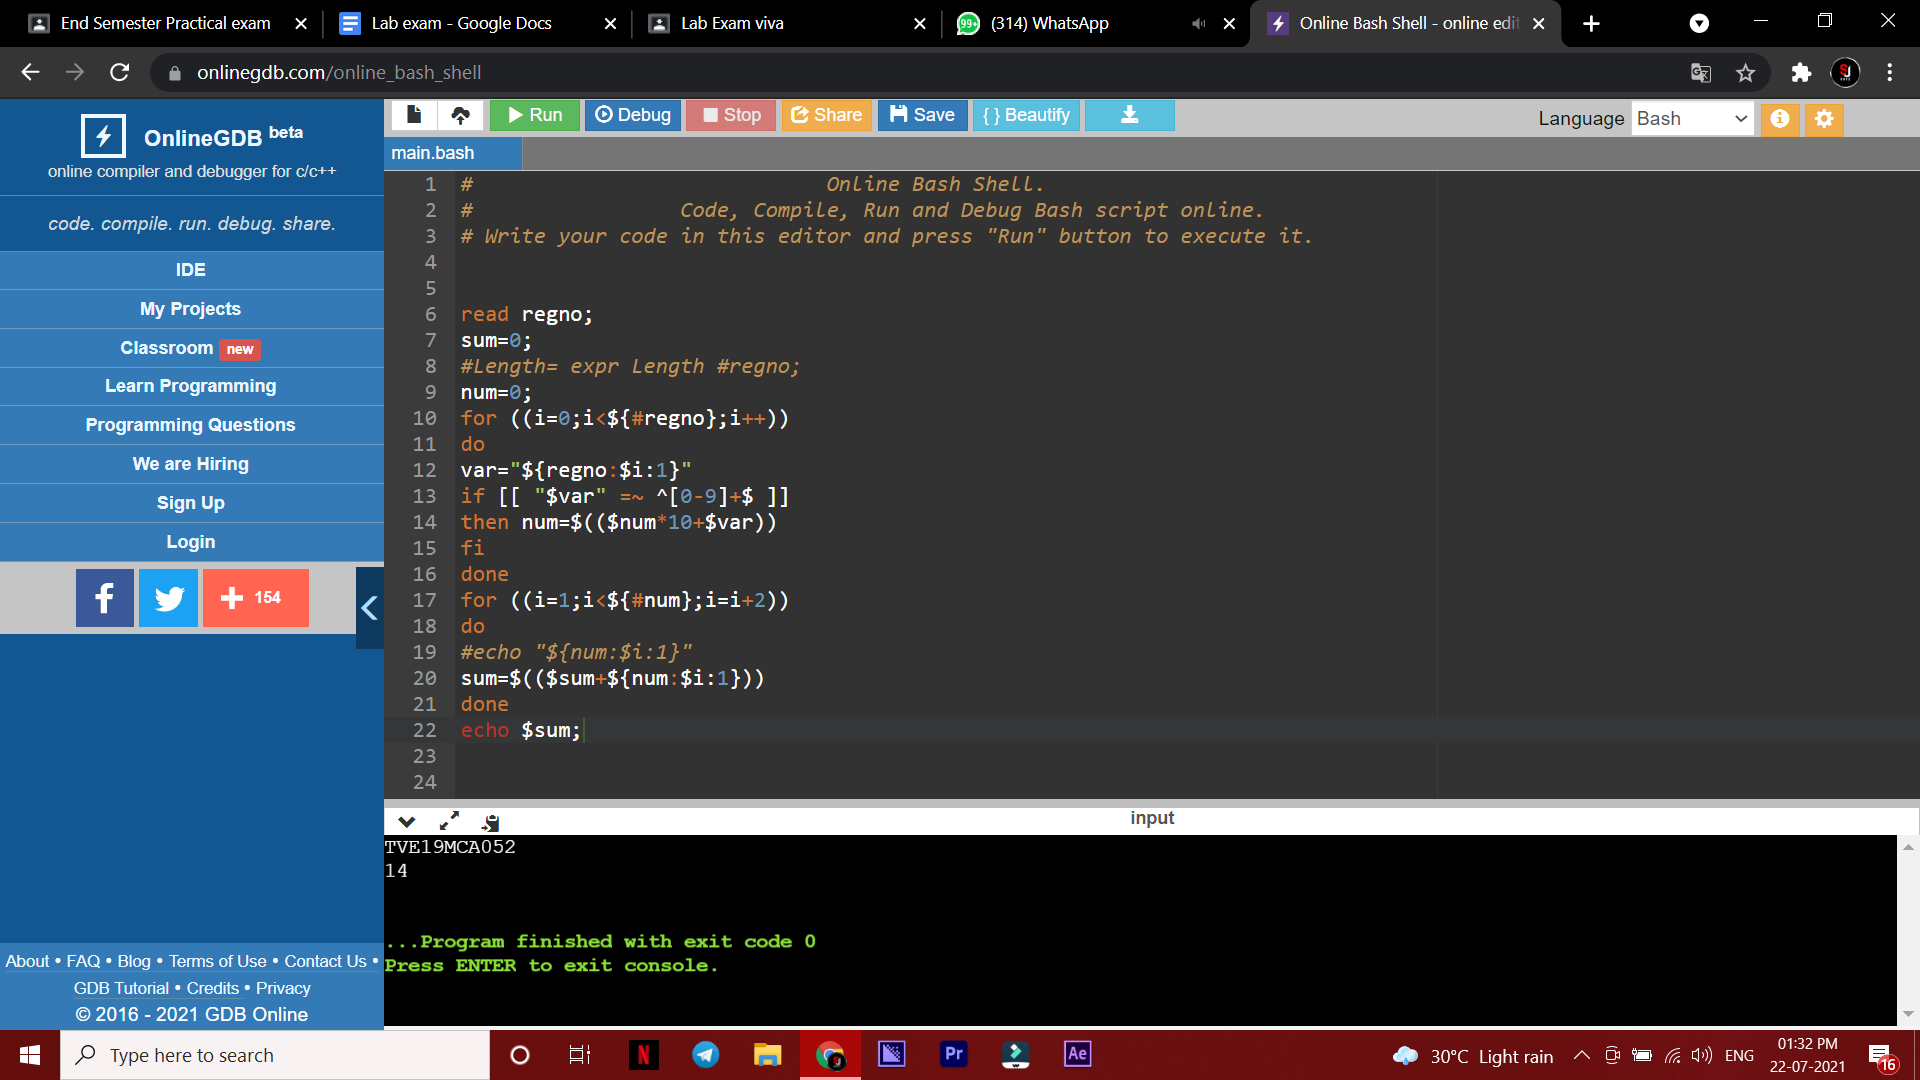 End Semester Practical exam
Lab exam - Google Docs
Lab Exam viva
(314) WhatsApp
Online Bash Shell - online edit
onlinegdb.com/online_bash_shell
OnlineGDB beta
online compiler and debugger for c/c++
code. compile. run. debug. share.
IDE
My Projects
Classroom new
Learn Programming
Programming Questions
We are Hiring
Sign Up
Login
154
About • FAQ • Blog • Terms of Use • Contact Us •
GDB Tutorial • Credits • Privacy
© 2016 - 2021 GDB Online
Run Debug Stop Share Save { } Beautify
Language Bash
main.bash
1 # Online Bash Shell.
2 # Code, Compile, Run and Debug Bash script online.
3 # Write your code in this editor and press "Run" button to execute it.
4
5
6 read regno;
7 sum=0;
8 #Length= expr Length #regno;
9 num=0;
10 for ((i=0;i<${#regno};i++))
11 do
12 var="${regno:$i:1}"
13 if [[ "$var" =~ ^[0-9]+$ ]]
14 then num=$(($num*10+$var))
15 fi
16 done
17 for ((i=1;i<${#num};i=i+2))
18 do
19 #echo "${num:$i:1}"
20 sum=$(($sum+${num:$i:1}))
21 done
22 echo $sum;
23
24
input
TVE19MCA052
14
...Program finished with exit code 0
Press ENTER to exit console.
Type here to search
N
Pr
Ae
30°C Light rain
ENG
01:32 PM
22-07-2021
16